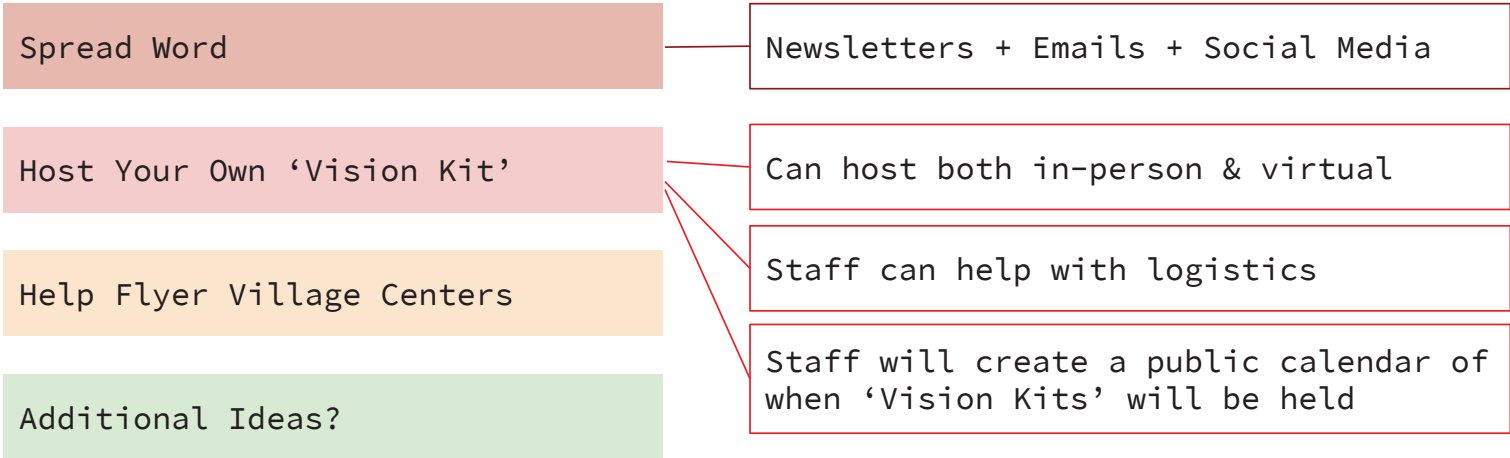 Spread Word
Newsletters + Emails + Social Media
Host Your Own ‘Vision Kit’
Can host both in-person & virtual
Staff can help with logistics
Staff will create a public calendar of
when ‘Vision Kits’ will be held
Help Flyer Village Centers
Additional Ideas?